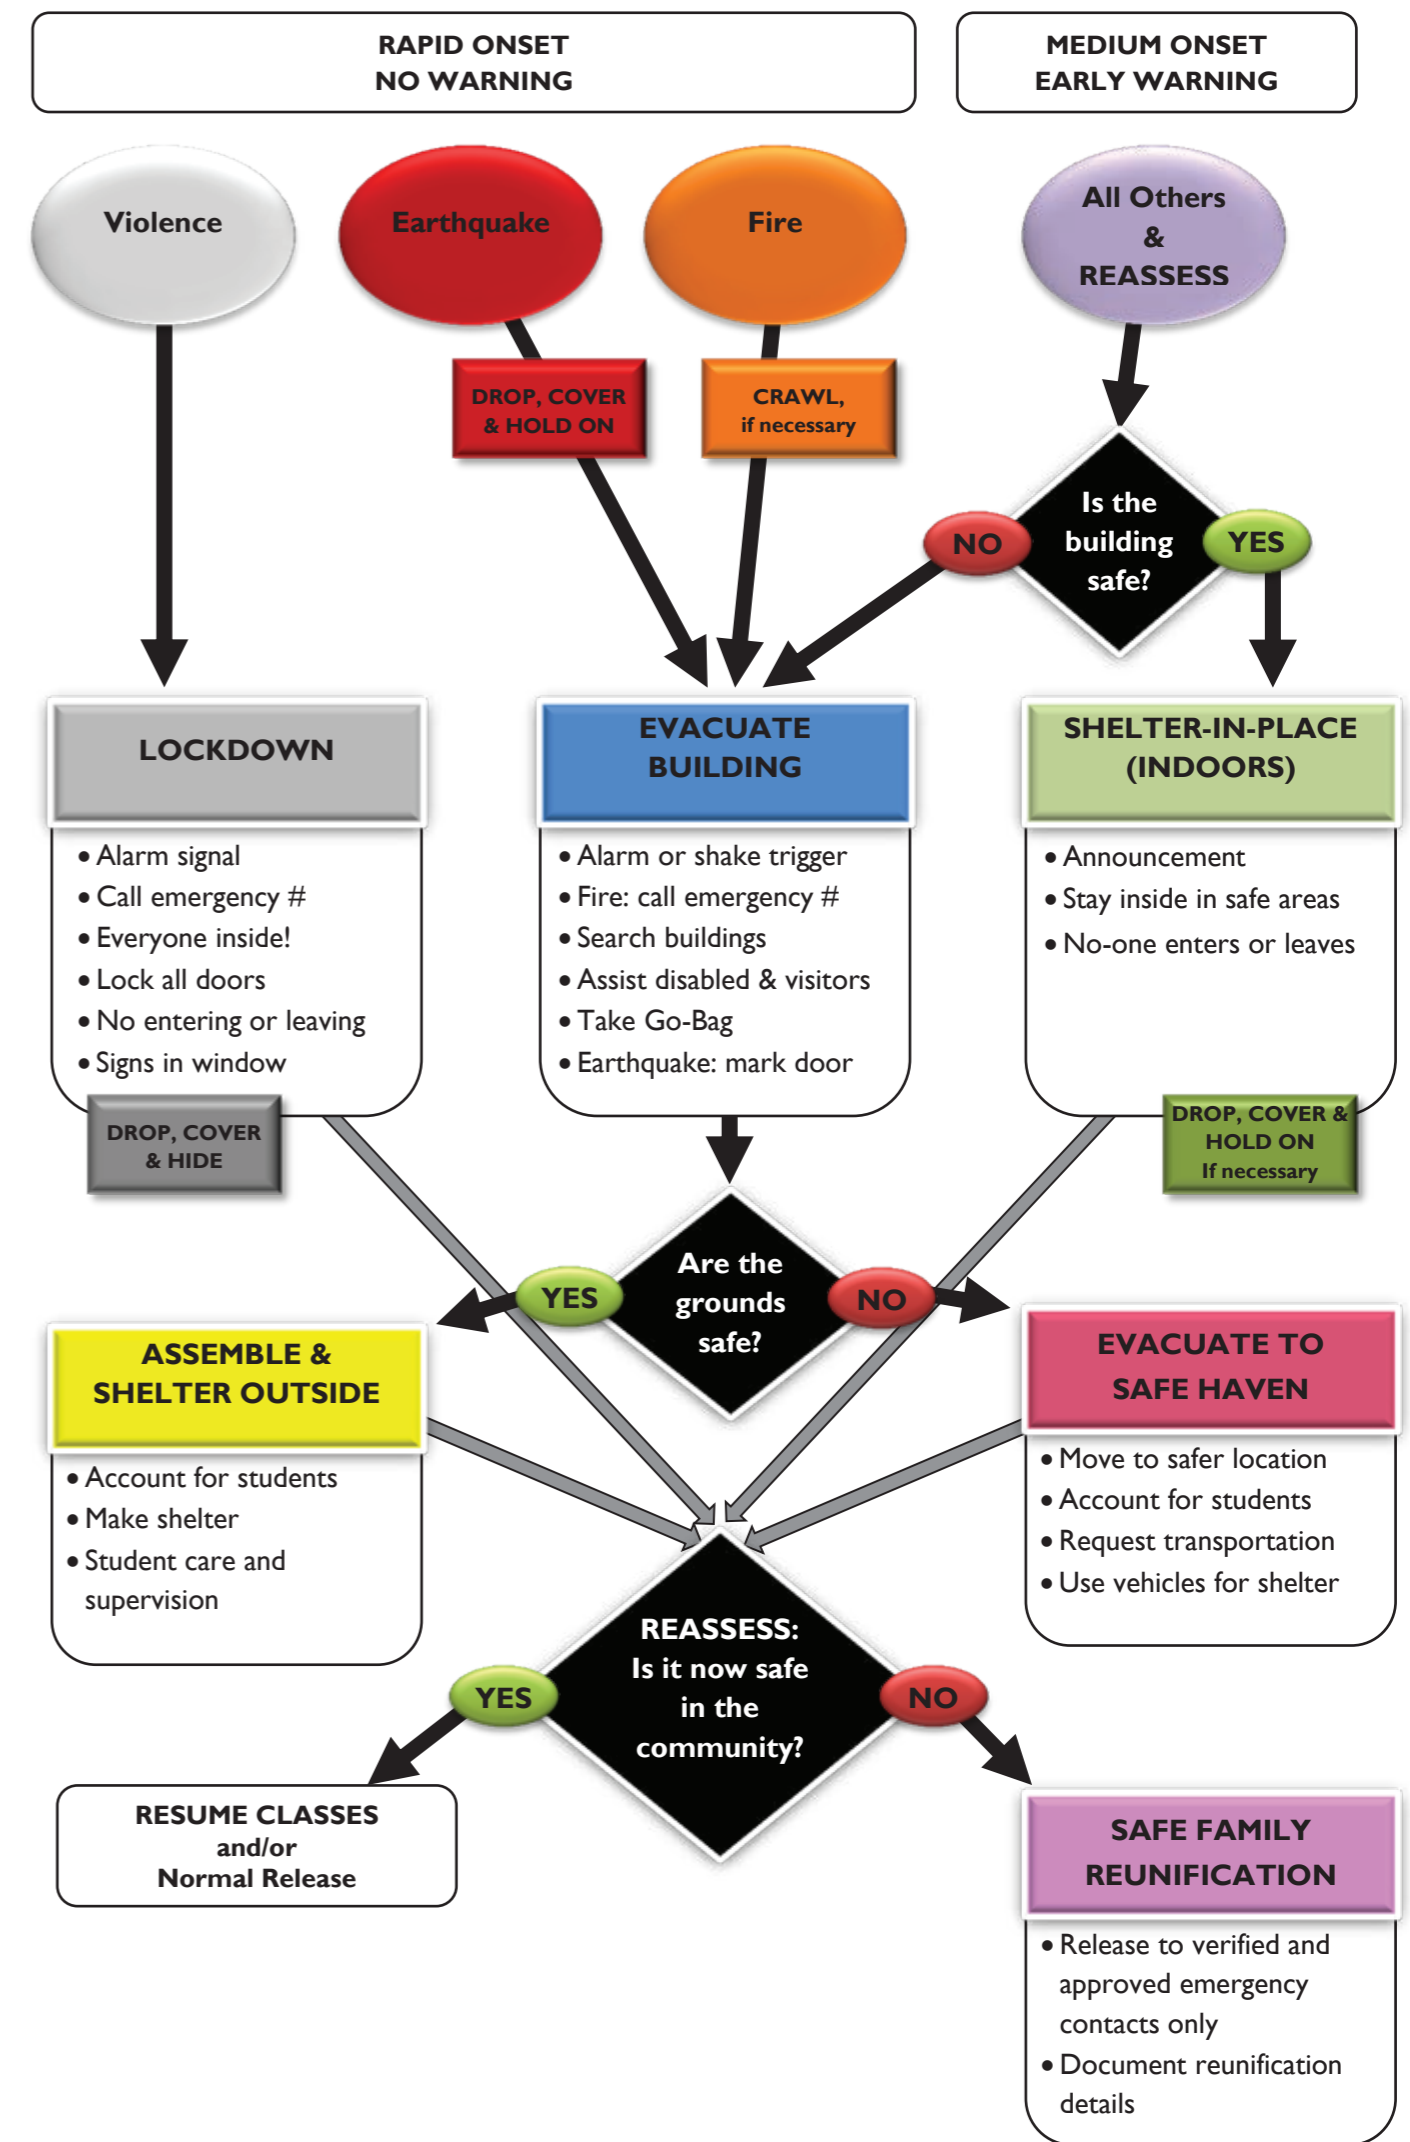 RAPID ONSET
NO WARNING
MEDIUM ONSET
EARLY WARNING
Violence
Earthquake
Fire
All Others
&
REASSESS
DROP, COVER
& HOLD ON
CRAWL,
if necessary
Is the
building
safe?
NO
YES
LOCKDOWN
• Alarm signal
• Call emergency #
• Everyone inside!
• Lock all doors
• No entering or leaving
• Signs in window
DROP, COVER
& HIDE
EVACUATE
BUILDING
• Alarm or shake trigger
• Fire: call emergency #
• Search buildings
• Assist disabled & visitors
• Take Go-Bag
• Earthquake: mark door
SHELTER-IN-PLACE
(INDOORS)
• Announcement
• Stay inside in safe areas
• No-one enters or leaves
DROP, COVER &
HOLD ON
If necessary
Are the
grounds
safe?
YES
NO
ASSEMBLE &
SHELTER OUTSIDE
• Account for students
• Make shelter
• Student care and
supervision
EVACUATE TO
SAFE HAVEN
• Move to safer location
• Account for students
• Request transportation
• Use vehicles for shelter
REASSESS:
Is it now safe
in the
community?
YES
NO
RESUME CLASSES
and/or
Normal Release
SAFE FAMILY
REUNIFICATION
• Release to verified and
approved emergency
contacts only
• Document reunification
details